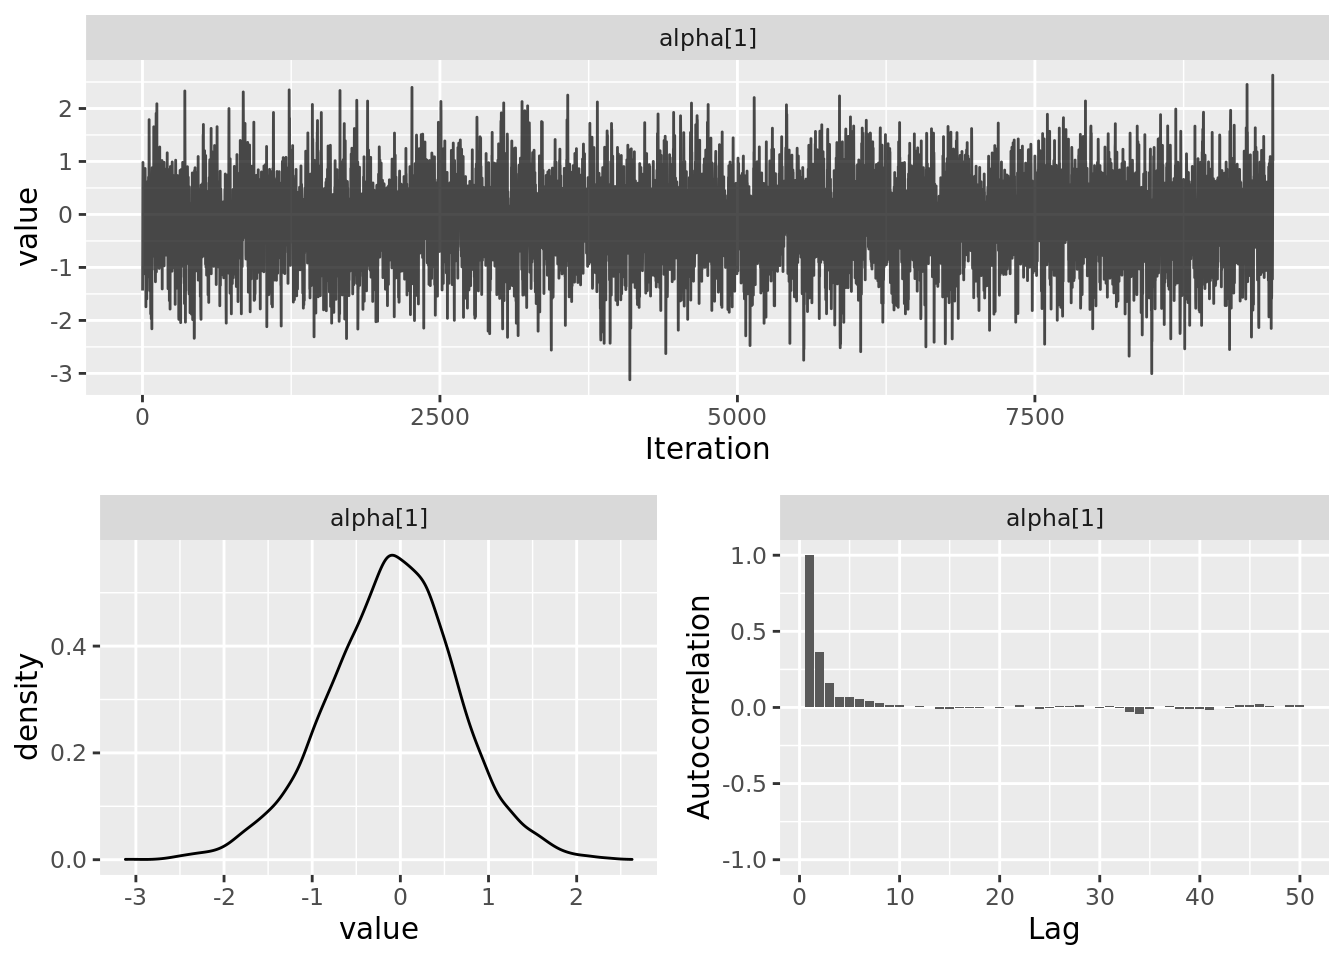 alpha[1]
value
2
1
0
-1
-2
-3
0 2500 5000 7500
Iteration
alpha[1]
density
0.4
0.2
0.0
-3 -2 -1 0 1 2
value
alpha[1]
Autocorrelation
1.0
0.5
0.0
-0.5
-1.0
0 10 20 30 40 50
Lag